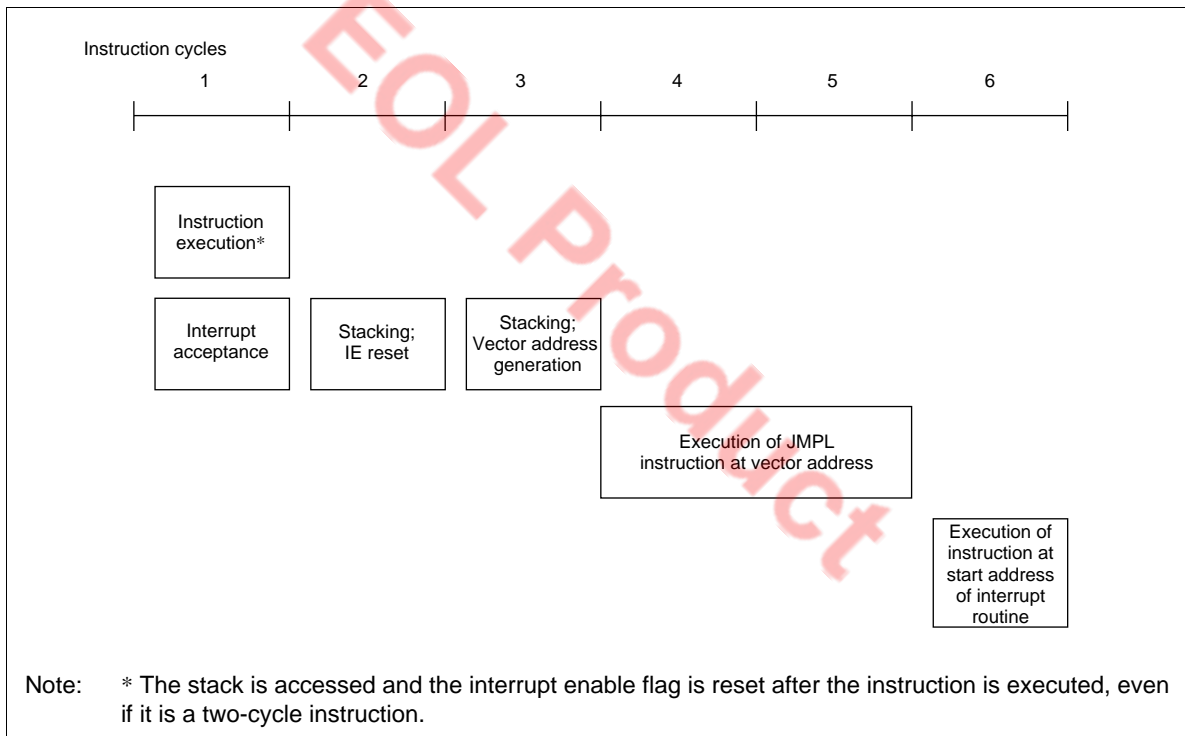 Instruction cycles
1 2 3 4 5 6
Instruction
execution*
Interrupt
acceptance
Stacking;
IE reset
Stacking;
Vector address
generation
Execution of JMPL
instruction at vector address
Execution of
instruction at
start address
of interrupt
routine
Note: * The stack is accessed and the interrupt enable flag is reset after the instruction is executed, even
if it is a two-cycle instruction.
EOL Product